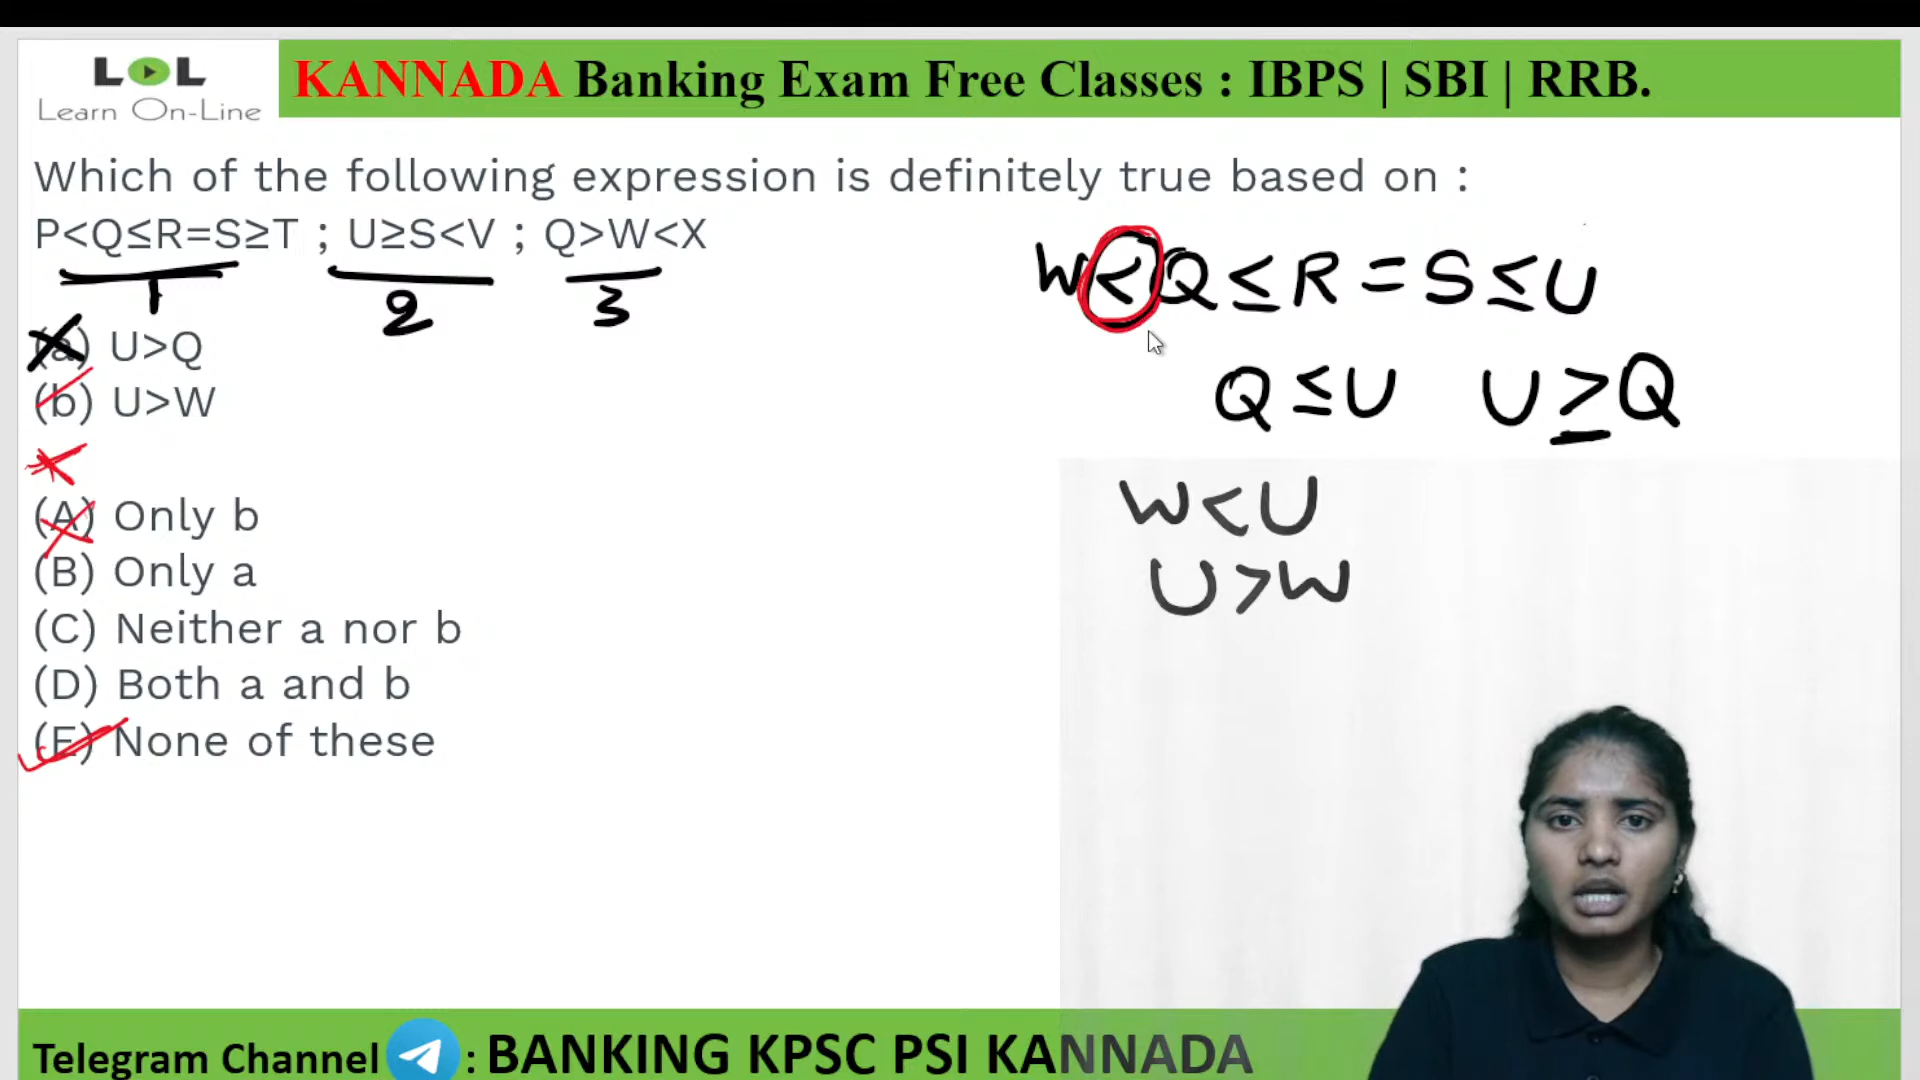 LOL
Learn On-Line
KANNADA Banking Exam Free Classes : IBPS | SBI | RRB.
Which of the following expression is definitely true based on :
P<Q≤R=S≥T ; U≥S<V ; Q>W<X
1 2 3
W<Q≤R=S≤U
(a) U>Q
(b) U>W
Q≤U U≥Q
W<U
U>W
(A) Only b
(B) Only a
(C) Neither a nor b
(D) Both a and b
(E) None of these
Telegram Channel : BANKING KPSC PSI KANNADA